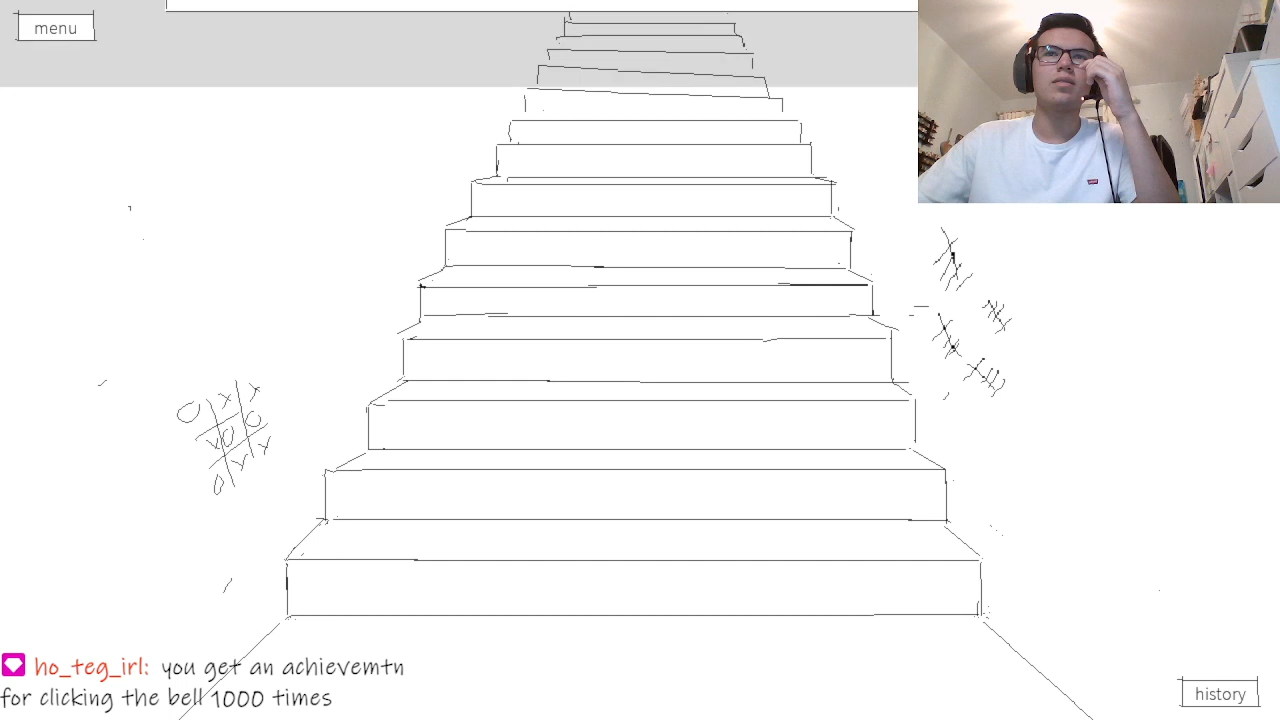 menu
O X X
X O O
O X X
ho_teg_irl: you get an achievemtn
for clicking the bell 1000 times
history